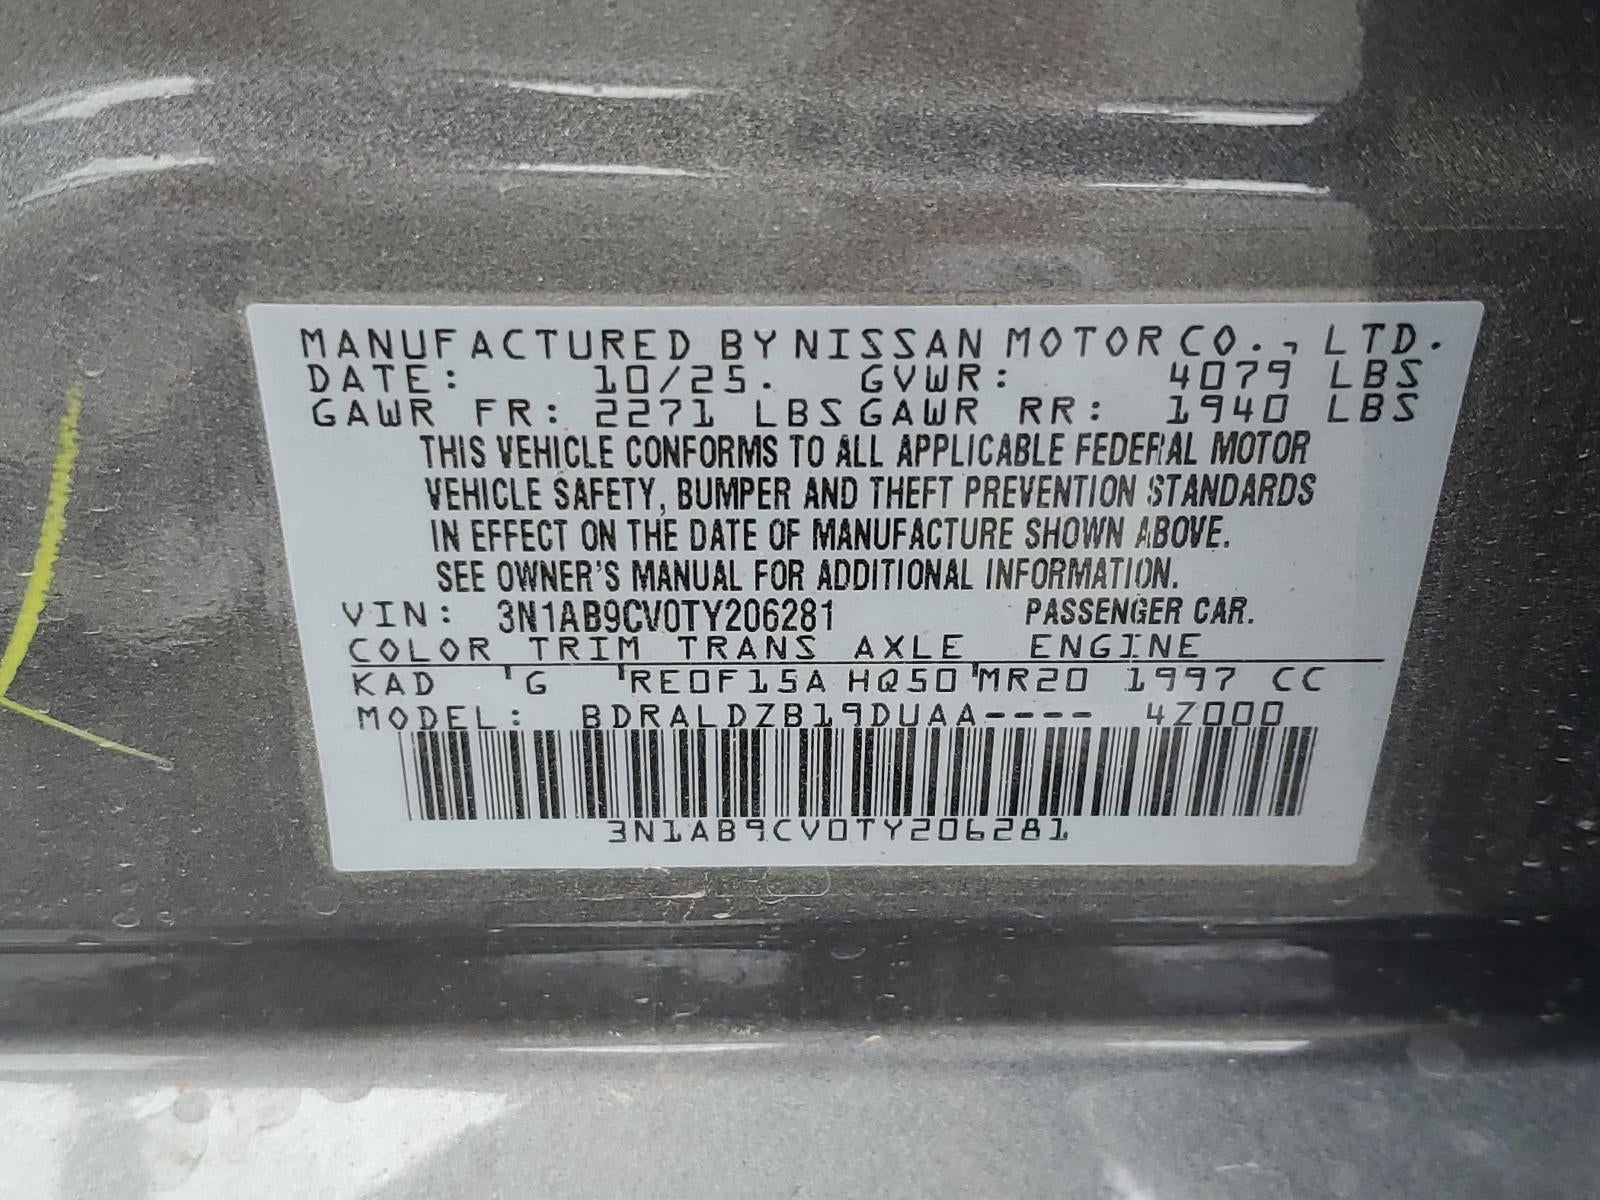 MANUFACTURED BY NISSAN MOTOR CO., LTD.
DATE: 10/25. GVWR: 4079 LBS
GAWR FR: 2271 LBS GAWR RR: 1940 LBS
THIS VEHICLE CONFORMS TO ALL APPLICABLE FEDERAL MOTOR
VEHICLE SAFETY, BUMPER AND THEFT PREVENTION STANDARDS
IN EFFECT ON THE DATE OF MANUFACTURE SHOWN ABOVE.
SEE OWNER'S MANUAL FOR ADDITIONAL INFORMATION.
VIN: 3N1AB9CV0TY206281 PASSENGER CAR.
COLOR TRIM TRANS AXLE ENGINE
KAD 'G 'RE0F15A HQ50 'MR20 1997 CC
MODEL: BDRALDZB19DUAA---- 4Z000
3N1AB9CV0TY206281